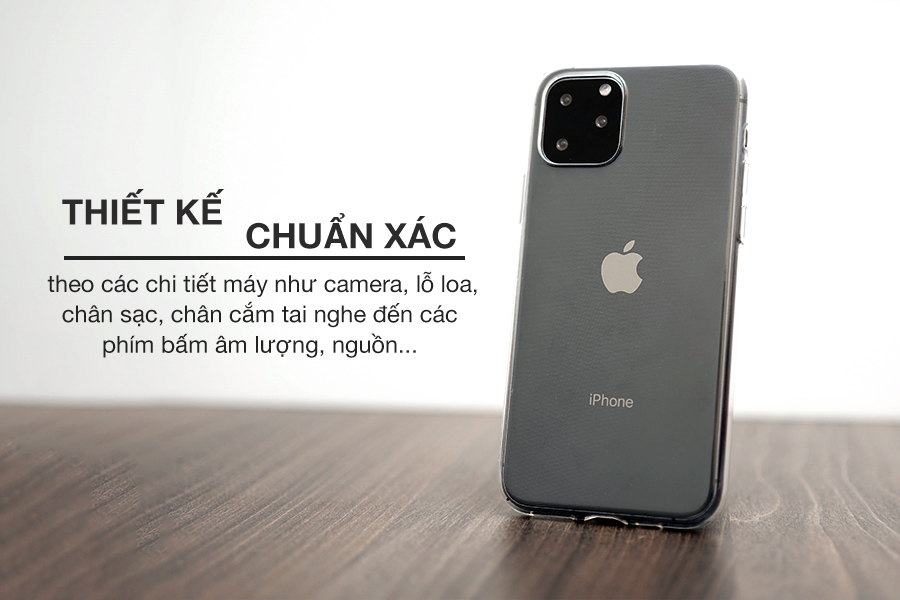 THIẾT KẾ
CHUẨN XÁC
theo các chi tiết máy như camera, lỗ loa,
chân sạc, chân cắm tai nghe đến các
phím bấm âm lượng, nguồn...
iPhone